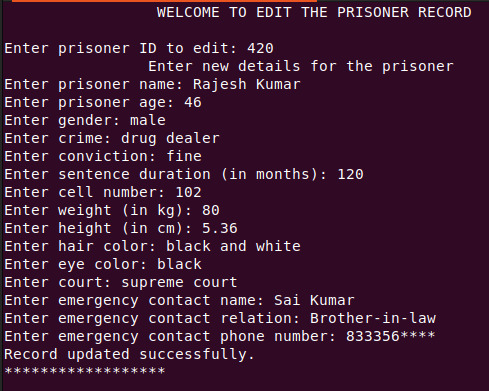 WELCOME TO EDIT THE PRISONER RECORD
Enter prisoner ID to edit: 420
Enter new details for the prisoner
Enter prisoner name: Rajesh Kumar
Enter prisoner age: 46
Enter gender: male
Enter crime: drug dealer
Enter conviction: fine
Enter sentence duration (in months): 120
Enter cell number: 102
Enter weight (in kg): 80
Enter height (in cm): 5.36
Enter hair color: black and white
Enter eye color: black
Enter court: supreme court
Enter emergency contact name: Sai Kumar
Enter emergency contact relation: Brother-in-law
Enter emergency contact phone number: 833356****
Record updated successfully.
******************